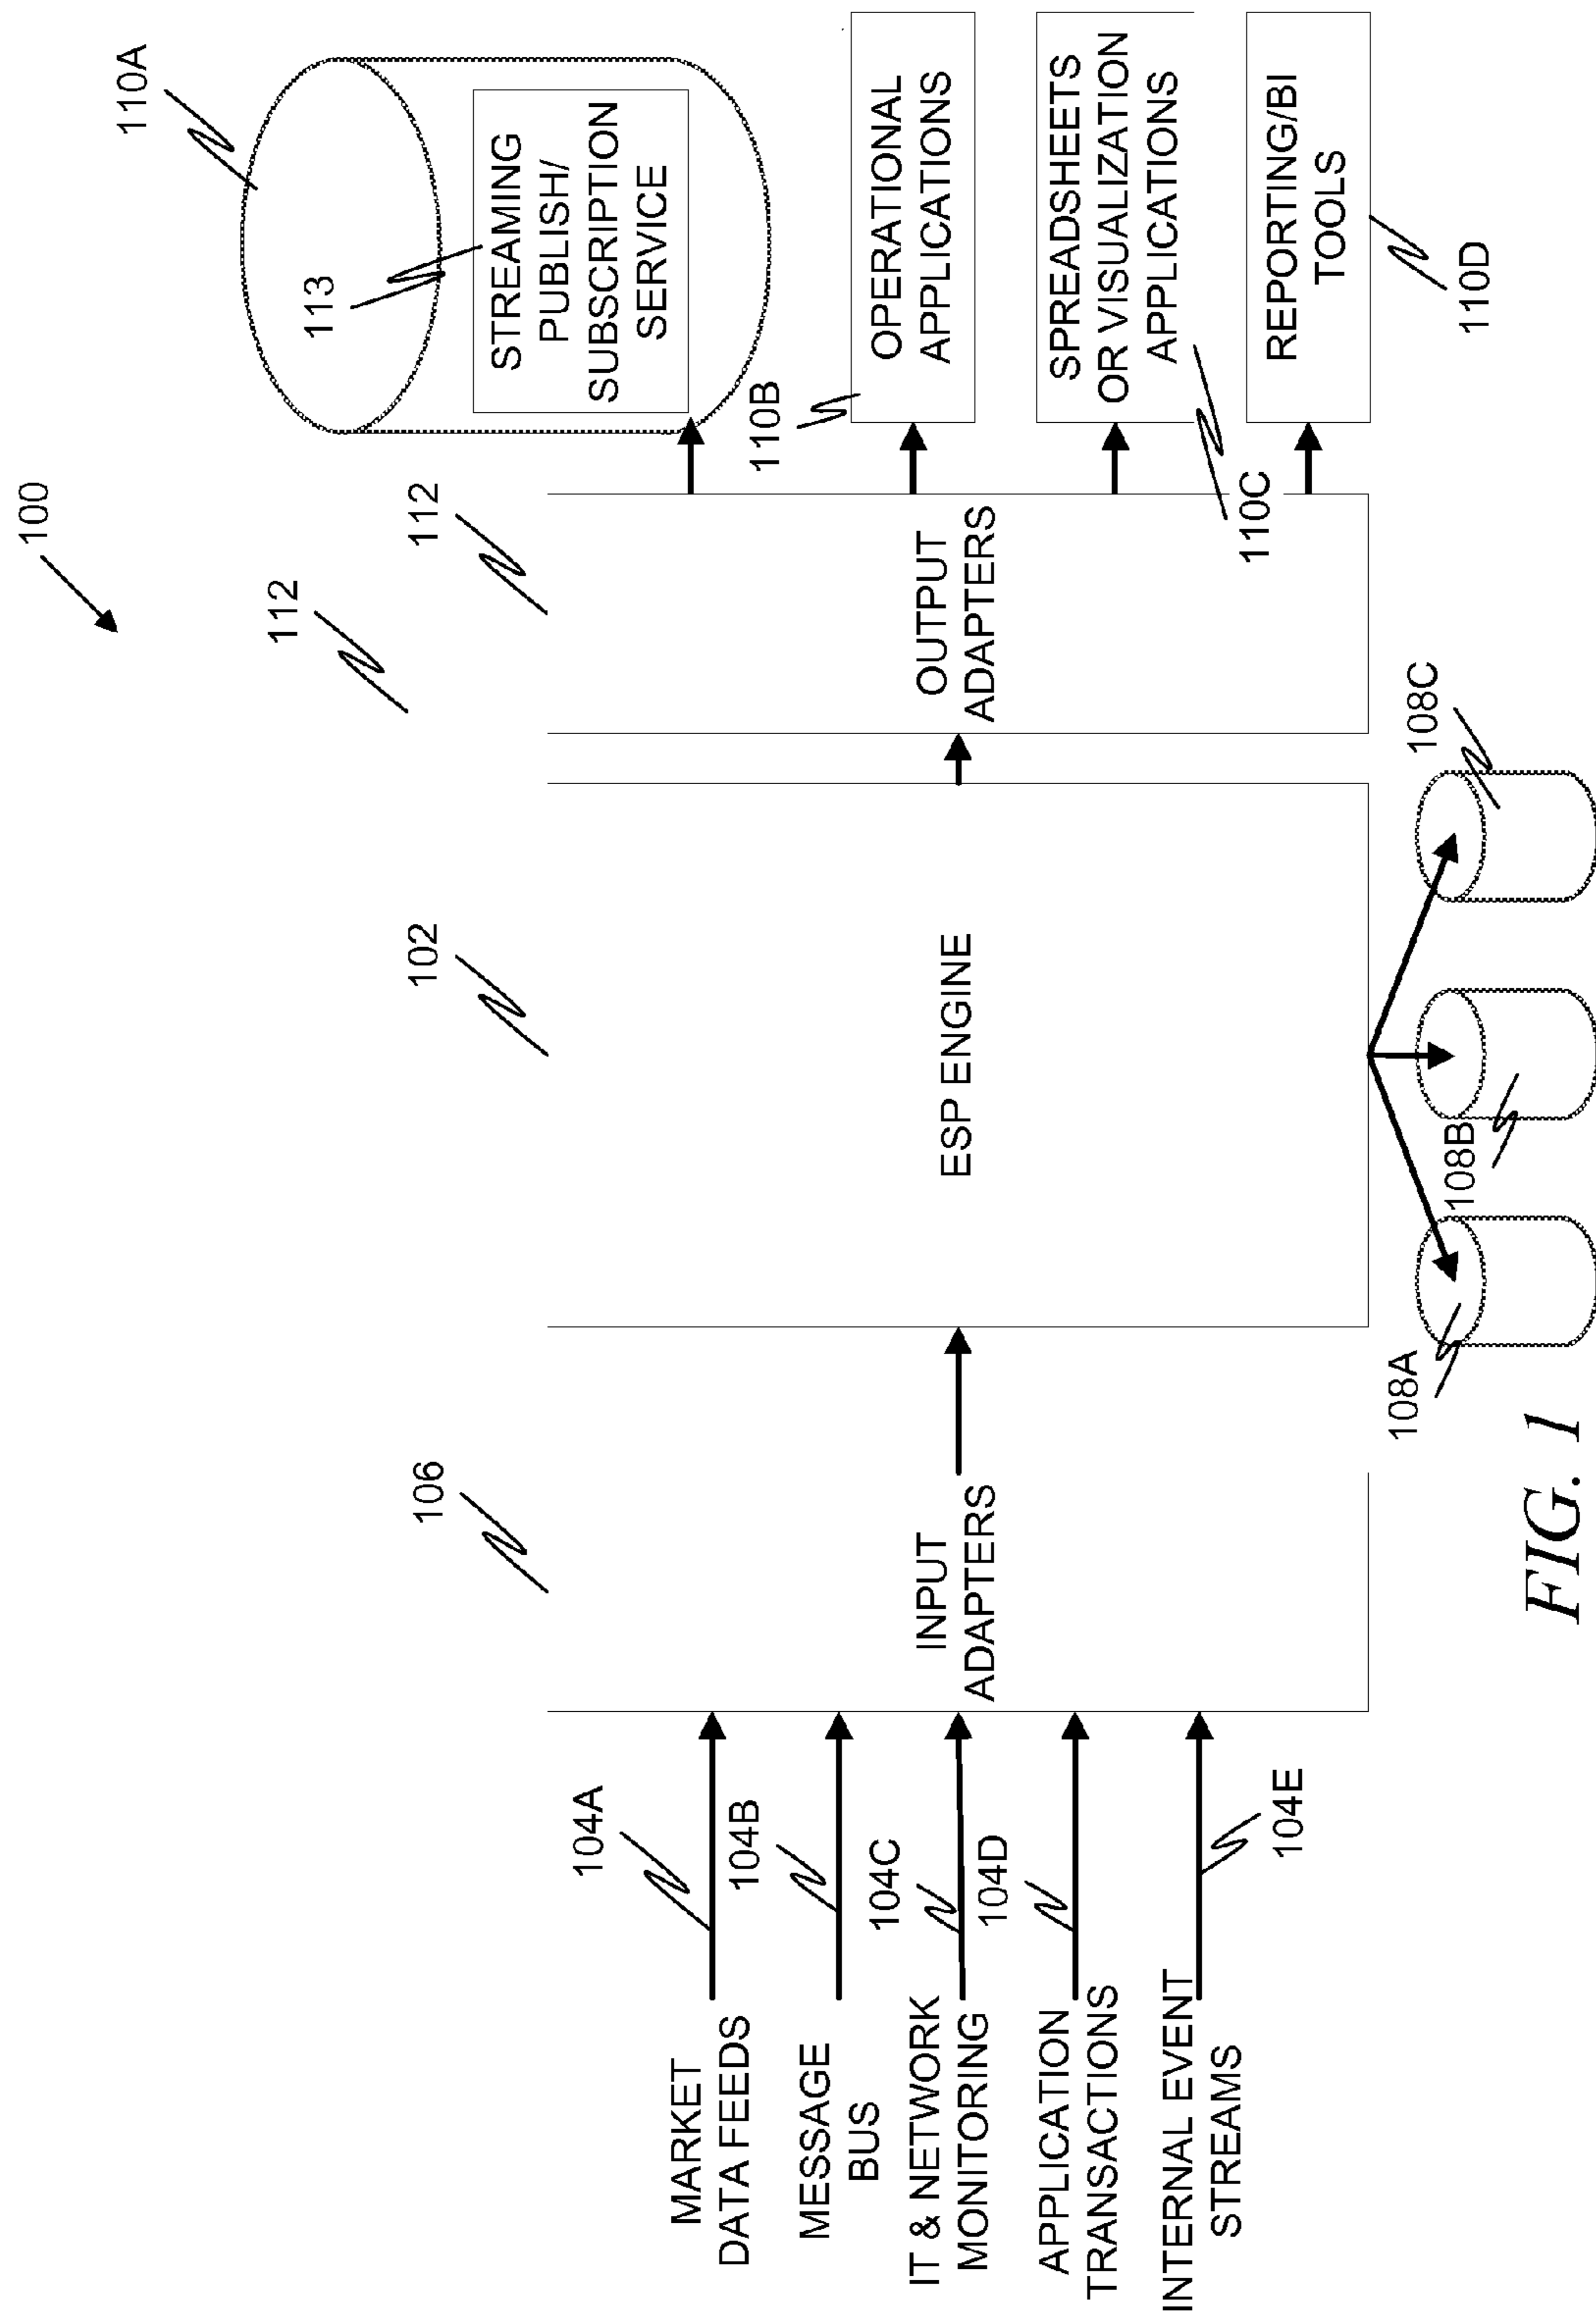 100
104A
MARKET
DATA FEEDS
104B
MESSAGE
BUS
104C
IT & NETWORK
MONITORING
104D
APPLICATION
TRANSACTIONS
INTERNAL EVENT
STREAMS
104E
106
INPUT
ADAPTERS
102
ESP ENGINE
112
112
OUTPUT
ADAPTERS
110A
113
STREAMING
PUBLISH/
SUBSCRIPTION
SERVICE
110B
OPERATIONAL
APPLICATIONS
SPREADSHEETS
OR VISUALIZATION
APPLICATIONS
110C
REPORTING/BI
TOOLS
110D
108A
108B
108C
FIG. 1